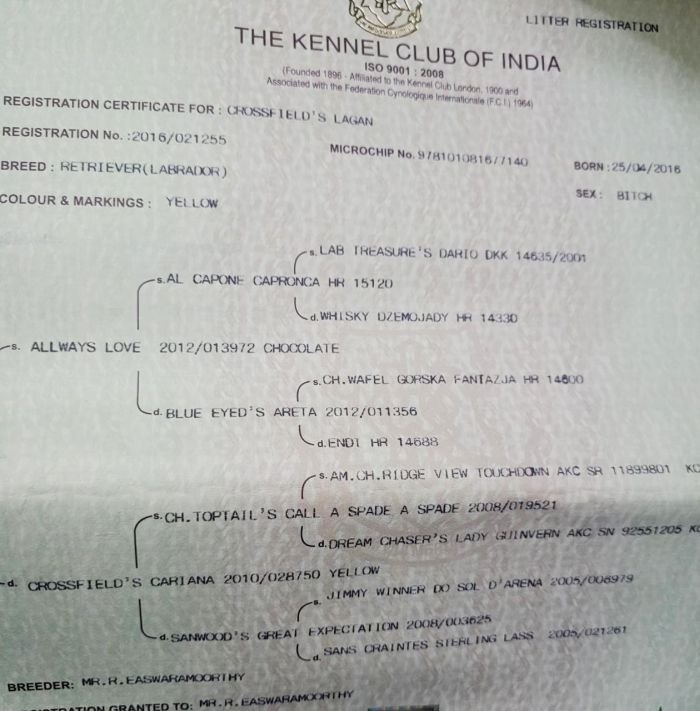 LITTER REGISTRATION
THE KENNEL CLUB OF INDIA
ISO 9001 : 2008
(Founded 1896 - Affiliated to the Kennel Club London, 1900 and
Associated with the Federation Cynologique Internationale (F.C.I.) 1964)
REGISTRATION CERTIFICATE FOR : CROSSFIELD'S LAGAN
REGISTRATION No. :2016/021255
MICROCHIP No. 978101081677140
BORN :25/04/2016
BREED : RETRIEVER(LABRADOR)
SEX : BITCH
COLOUR & MARKINGS : YELLOW
s. LAB TREASURE'S DARIO DKK 14635/2001
s. AL CAPONE CAPRONCA HR 15120
d. WHISKY DZEMOJADY HR 14330
s. ALLWAYS LOVE 2012/013972 CHOCOLATE
s. CH.WAFEL GORSKA FANTAZJA HR 14600
d. BLUE EYED'S ARETA 2012/011356
d. ENDI HR 14688
s. AM.CH.RIDGE VIEW TOUCHDOWN AKC SR 11899801 KC
s. CH.TOPTAIL'S CALL A SPADE A SPADE 2008/019521
d. DREAM CHASER'S LADY GUINVERN AKC SN 92551205 KC
d. CROSSFIELD'S CARIANA 2010/028750 YELLOW
s. JIMMY WINNER DO SOL D'ARENA 2005/006979
d. SANWOOD'S GREAT EXPECTATION 2008/003625
d. SANS CRAINTES STERLING LASS 2005/021261
BREEDER: MR.R.EASWARAMOORTHY
GRANTED TO: MR.R.EASWARAMOORTHY